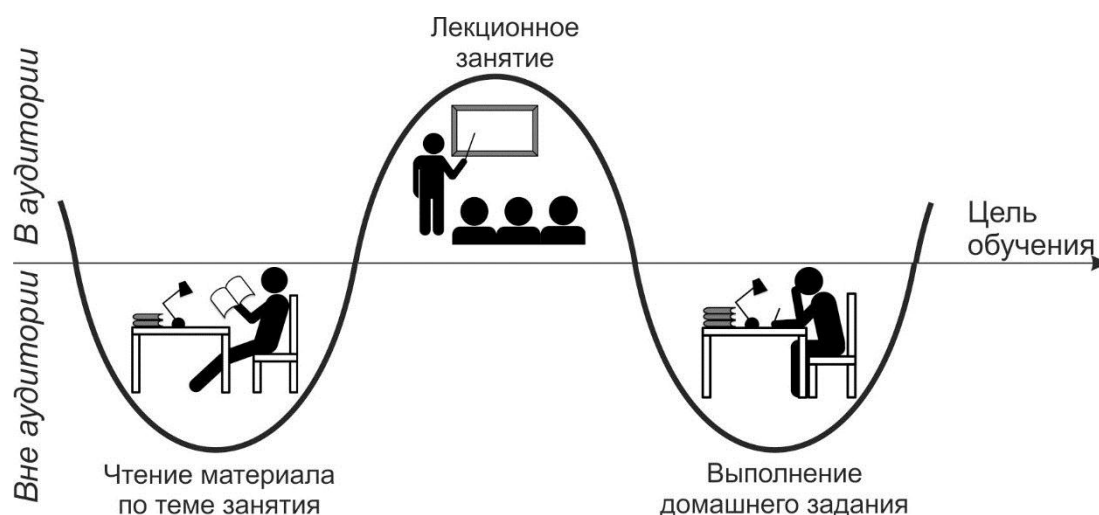 Лекционное
занятие
В аудитории
Цель
обучения
Вне аудитории
Чтение материала
по теме занятия
Выполнение
домашнего задания